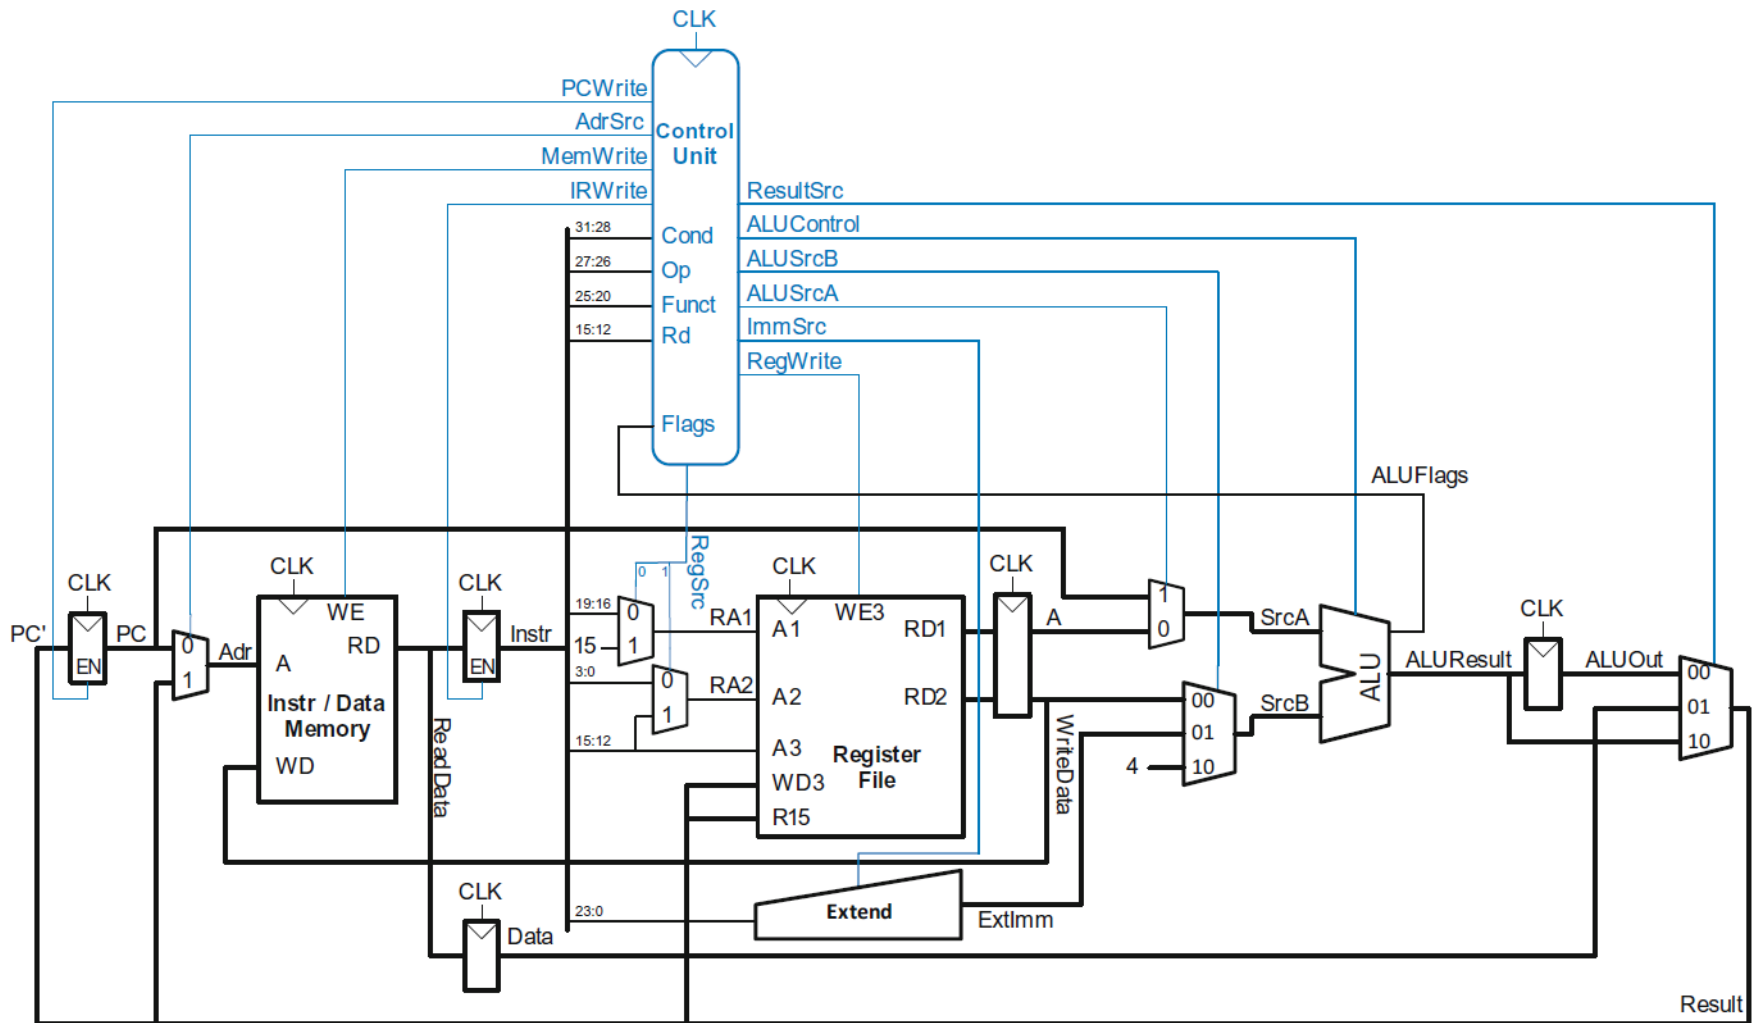 CLK
PCWrite
AdrSrc
MemWrite
IRWrite
Control
Unit
ResultSrc
ALUControl
ALUSrcB
ALUSrcA
ImmSrc
RegWrite
31:28 Cond
27:26 Op
25:20 Funct
15:12 Rd
Flags
ALUFlags
RegSrc
0 1
CLK
PC'
EN
PC
0
1
Adr
CLK
WE
RD
A
Instr / Data
Memory
WD
ReadData
CLK
EN
Instr
19:16
15
3:0
15:12
0
1
RA1
0
1
RA2
CLK
WE3
A1
RD1
A2
RD2
A3
Register
File
WD3
R15
CLK
A
WriteData
1
0
SrcA
00
01
10
4
SrcB
ALU
ALUResult
CLK
ALUOut
00
01
10
23:0
Extend
ExtImm
CLK
Data
Result